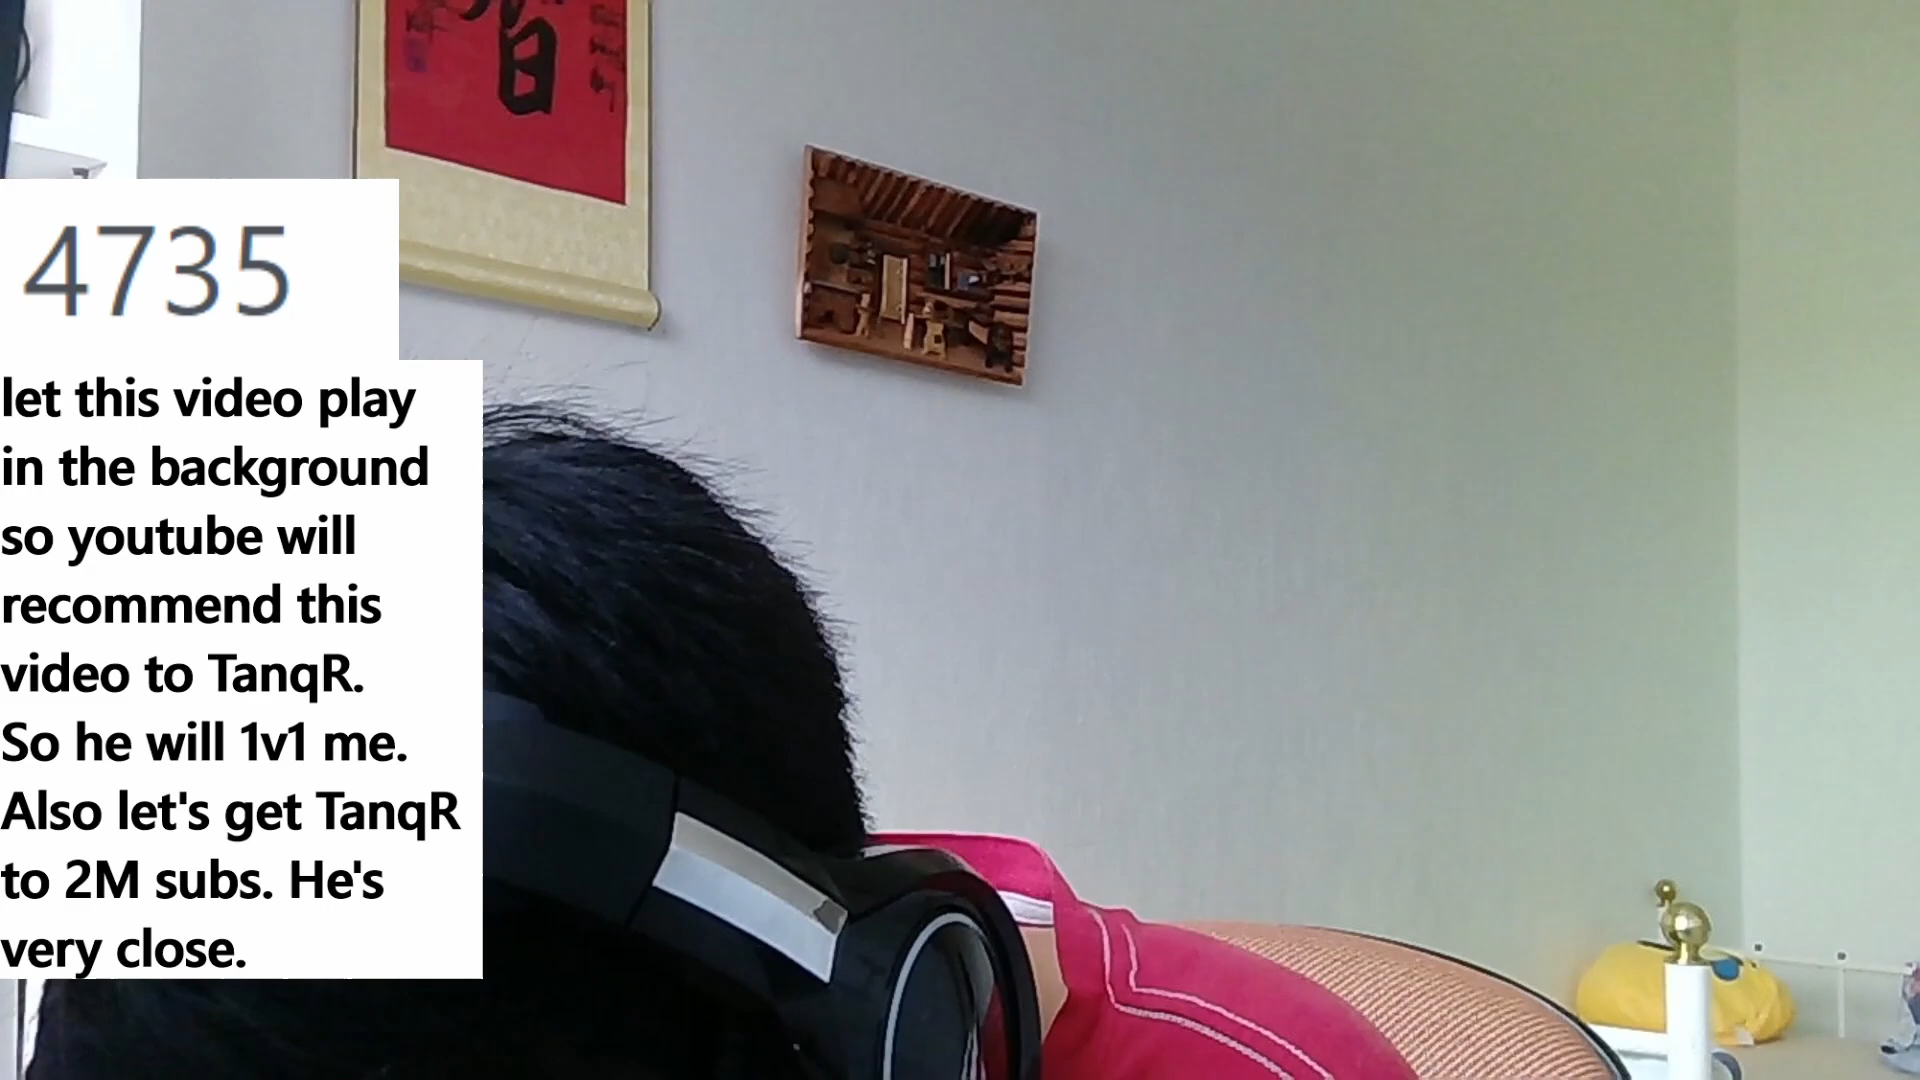 日
4735
let this video play
in the background
so youtube will
recommend this
video to TanqR.
So he will 1v1 me.
Also let's get TanqR
to 2M subs. He's
very close.